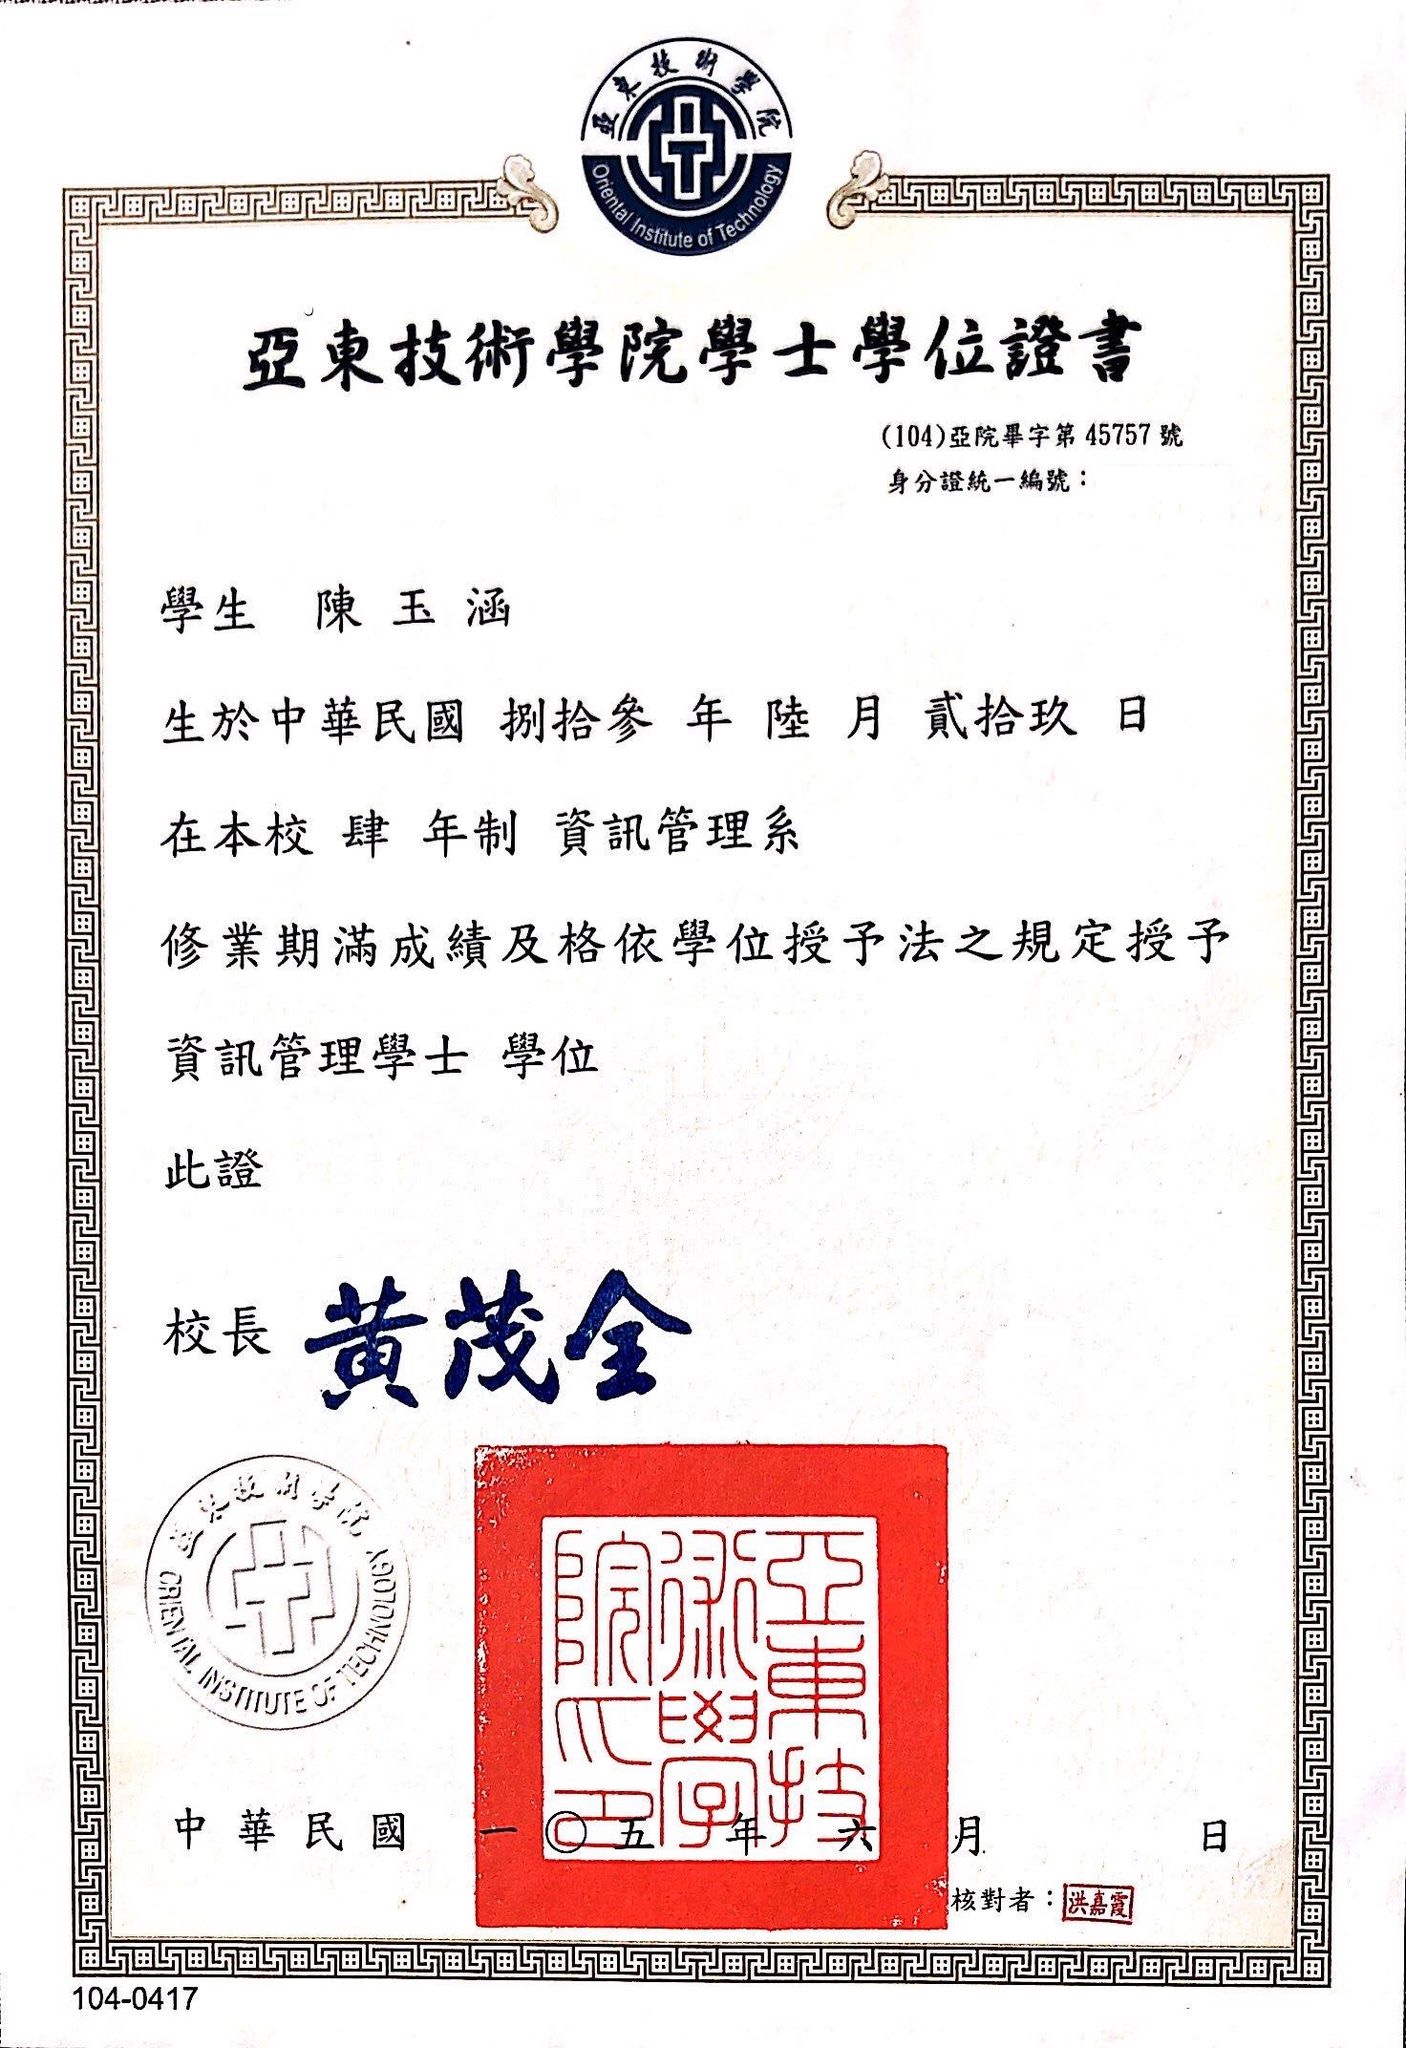 亞東技術學院
Oriental Institute of Technology
亞東技術學院學士學位證書
(104)亞院畢字第 45757 號
身分證統一編號：
學生 陳玉涵
生於中華民國 捌拾參 年 陸 月 貳拾玖 日
在本校 肆 年制 資訊管理系
修業期滿成績及格依學位授予法之規定授予
資訊管理學士 學位
此證
校長 黃茂全
亞東技術學院
ORIENTAL INSTITUTE OF TECHNOLOGY
亞東技術學院印
中華民國 一〇五年六月 日
核對者：洪嘉霞
104-0417